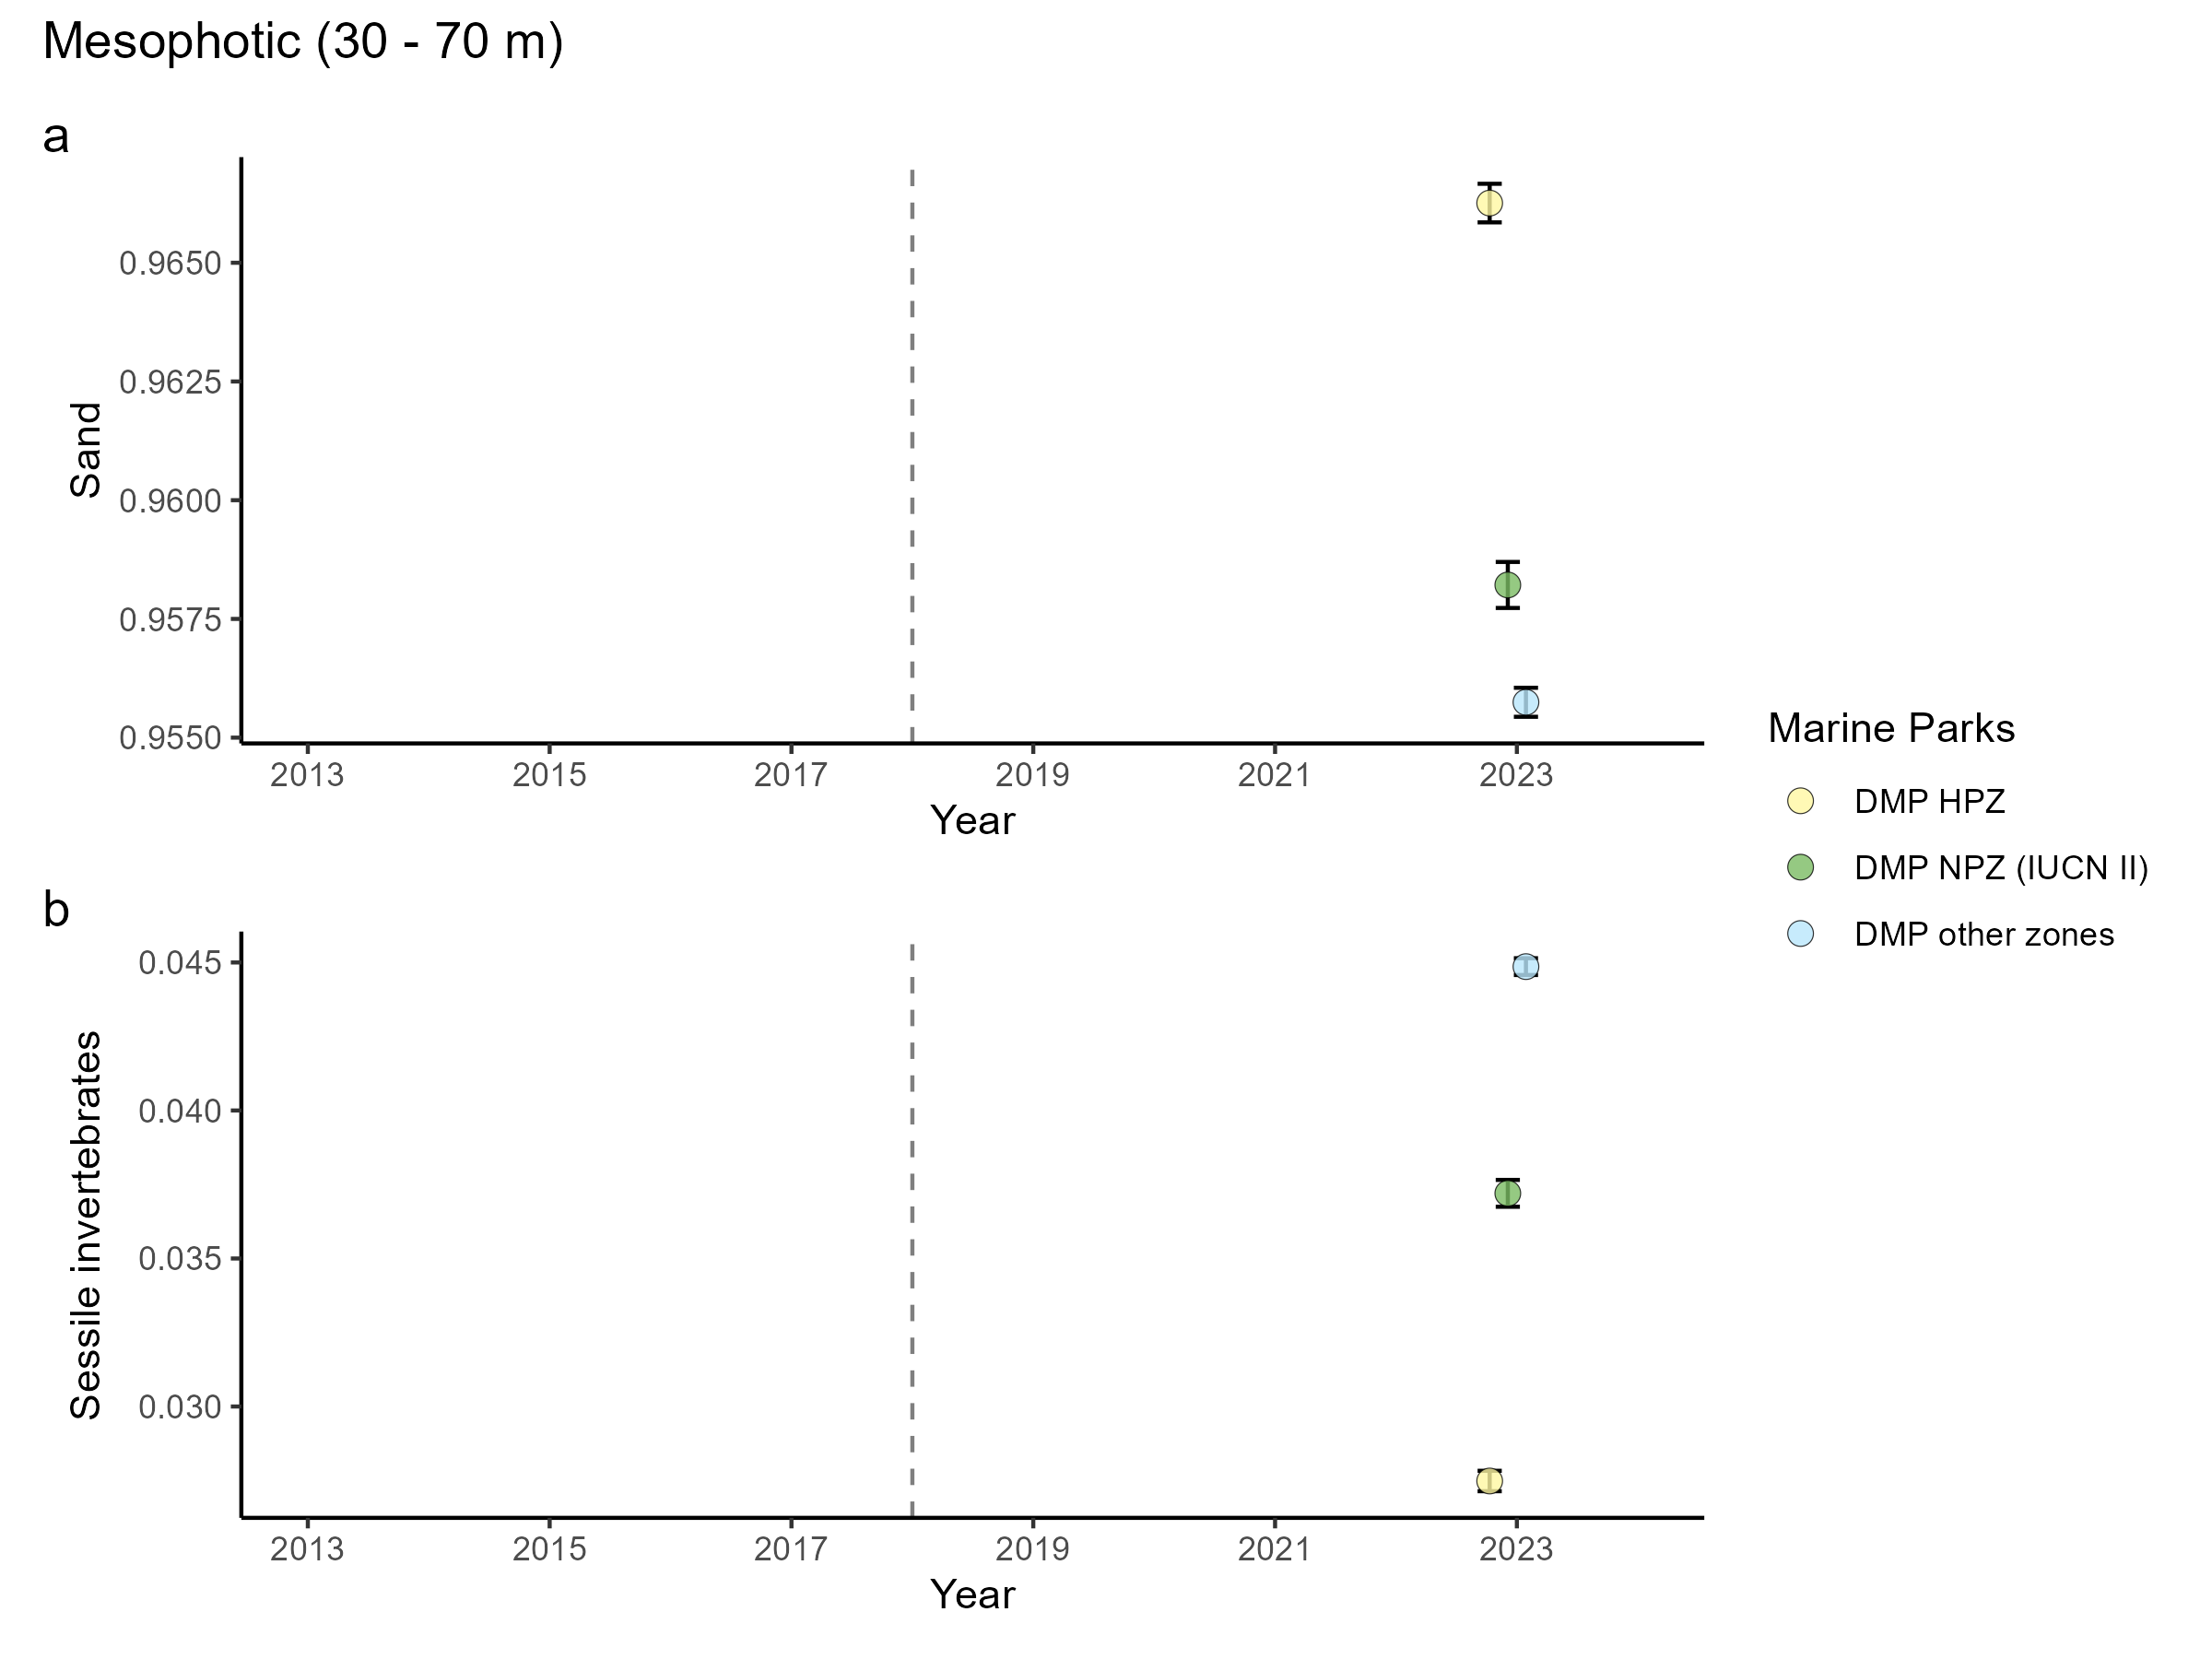 Mesophotic (30 - 70 m)
a
Sand
0.9650
0.9625
0.9600
0.9575
0.9550
2013 2015 2017 2019 2021 2023
Year
Marine Parks
DMP HPZ
DMP NPZ (IUCN II)
DMP other zones
b
Sessile invertebrates
0.045
0.040
0.035
0.030
2013 2015 2017 2019 2021 2023
Year